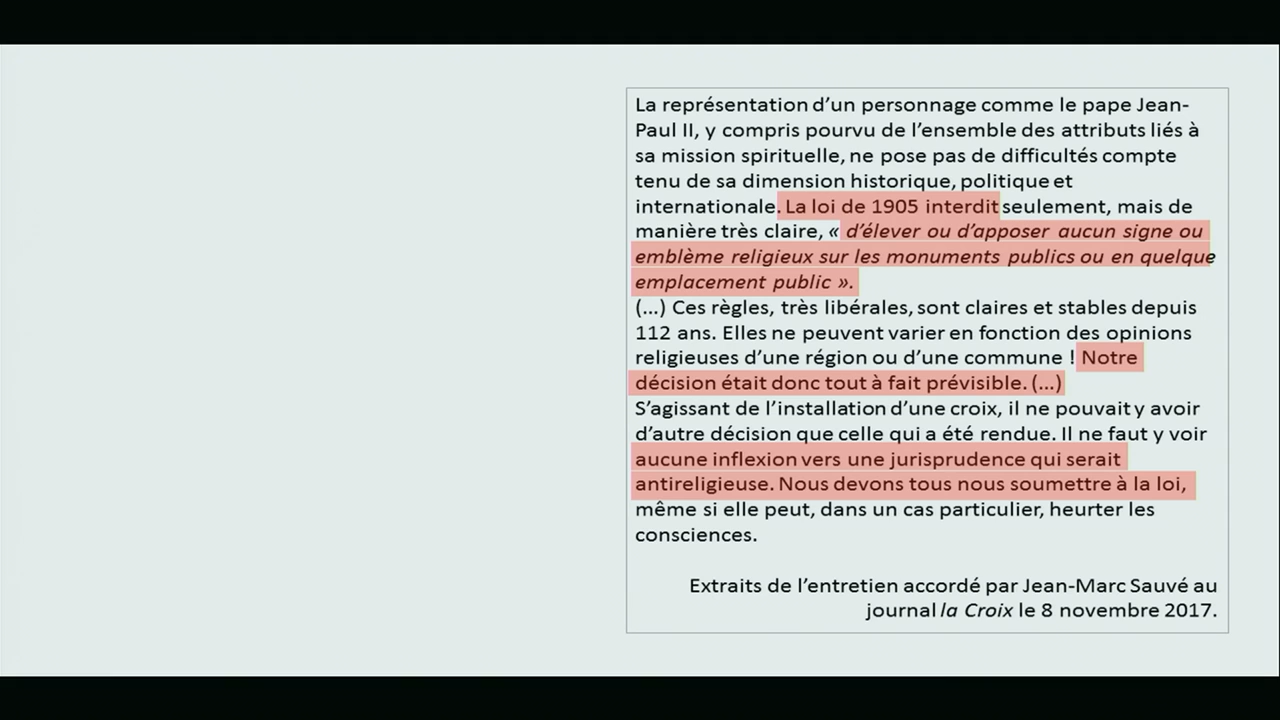 La représentation d’un personnage comme le pape Jean-
Paul II, y compris pourvu de l’ensemble des attributs liés à
sa mission spirituelle, ne pose pas de difficultés compte
tenu de sa dimension historique, politique et
internationale. La loi de 1905 interdit seulement, mais de
manière très claire, « d’élever ou d’apposer aucun signe ou
emblème religieux sur les monuments publics ou en quelque
emplacement public ».
(...) Ces règles, très libérales, sont claires et stables depuis
112 ans. Elles ne peuvent varier en fonction des opinions
religieuses d’une région ou d’une commune ! Notre
décision était donc tout à fait prévisible. (...)
S’agissant de l’installation d’une croix, il ne pouvait y avoir
d’autre décision que celle qui a été rendue. Il ne faut y voir
aucune inflexion vers une jurisprudence qui serait
antireligieuse. Nous devons tous nous soumettre à la loi,
même si elle peut, dans un cas particulier, heurter les
consciences.
Extraits de l’entretien accordé par Jean-Marc Sauvé au
journal la Croix le 8 novembre 2017.